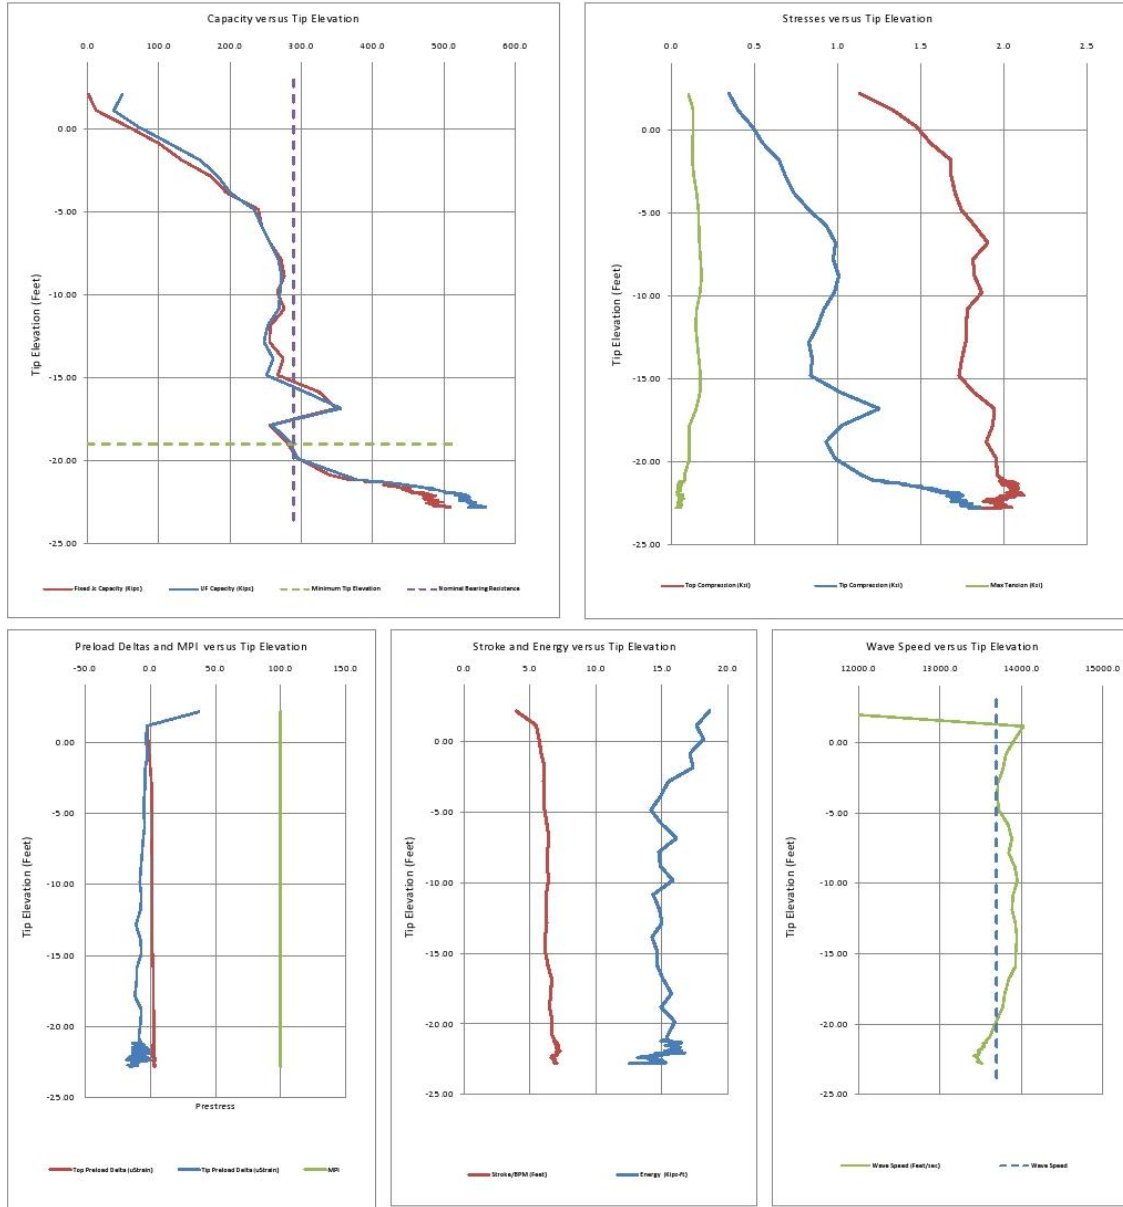 Capacity versus Tip Elevation
0.0 100.0 200.0 300.0 400.0 500.0 600.0
0.00
-5.00
-10.00
-15.00
-20.00
-25.00
Tip Elevation (Feet)
Fixed Jc Capacity (Kips) UF Capacity (Kips) Minimum Tip Elevation Nominal Bearing Resistance
Stresses versus Tip Elevation
0.0 0.5 1.0 1.5 2.0 2.5
0.00
-5.00
-10.00
-15.00
-20.00
-25.00
Tip Elevation (Feet)
Top Compression (Ksi) Tip Compression (Ksi) Max Tension (Ksi)
Preload Deltas and MPI versus Tip Elevation
-50.0 0.0 50.0 100.0 150.0
0.00
-5.00
-10.00
-15.00
-20.00
-25.00
Tip Elevation (Feet)
Prestress
Top Preload Delta (uStrain) Tip Preload Delta (uStrain) MPI
Stroke and Energy versus Tip Elevation
0.0 5.0 10.0 15.0 20.0
0.00
-5.00
-10.00
-15.00
-20.00
-25.00
Tip Elevation (Feet)
Stroke/BPM (Feet) Energy (Kips-ft)
Wave Speed versus Tip Elevation
12000.0 13000.0 14000.0 15000.0
0.00
-5.00
-10.00
-15.00
-20.00
-25.00
Tip Elevation (Feet)
Wave Speed (Feet/sec) Wave Speed